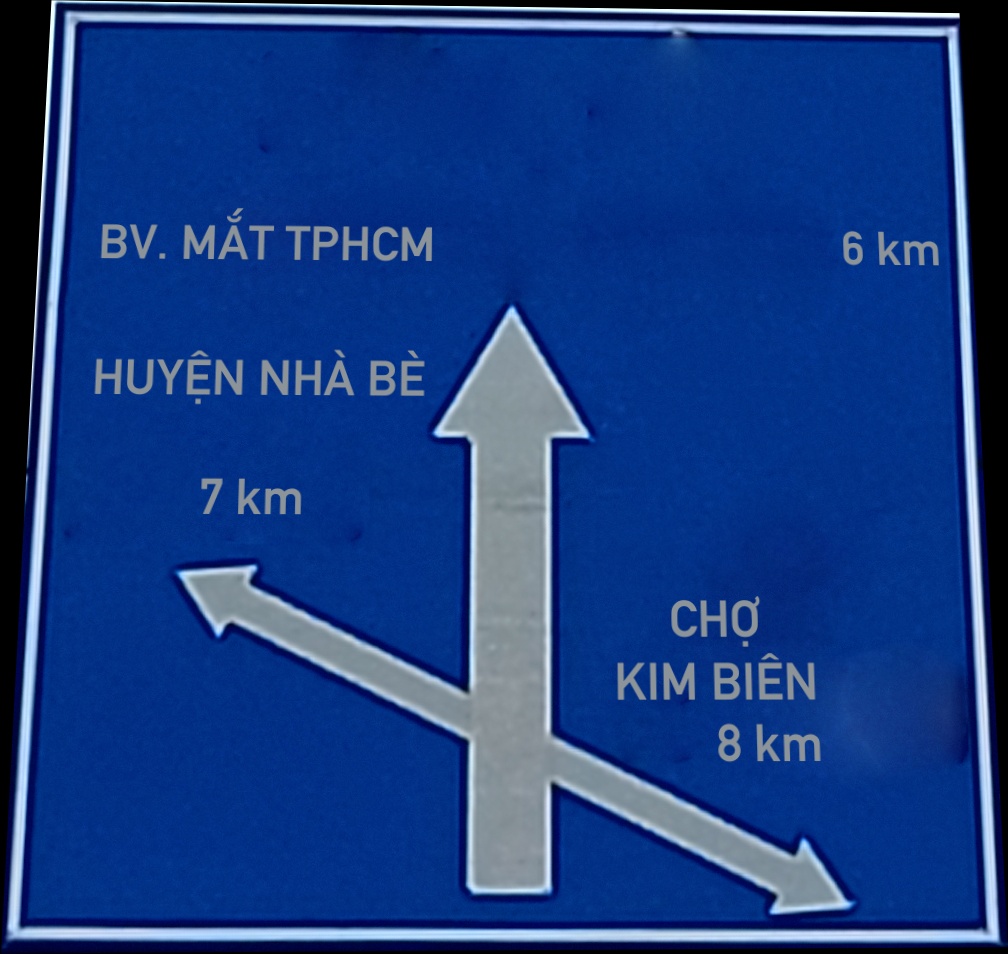 BV. MẮT TPHCM 6 km
HUYỆN NHÀ BÈ
7 km
CHỢ
KIM BIÊN
8 km